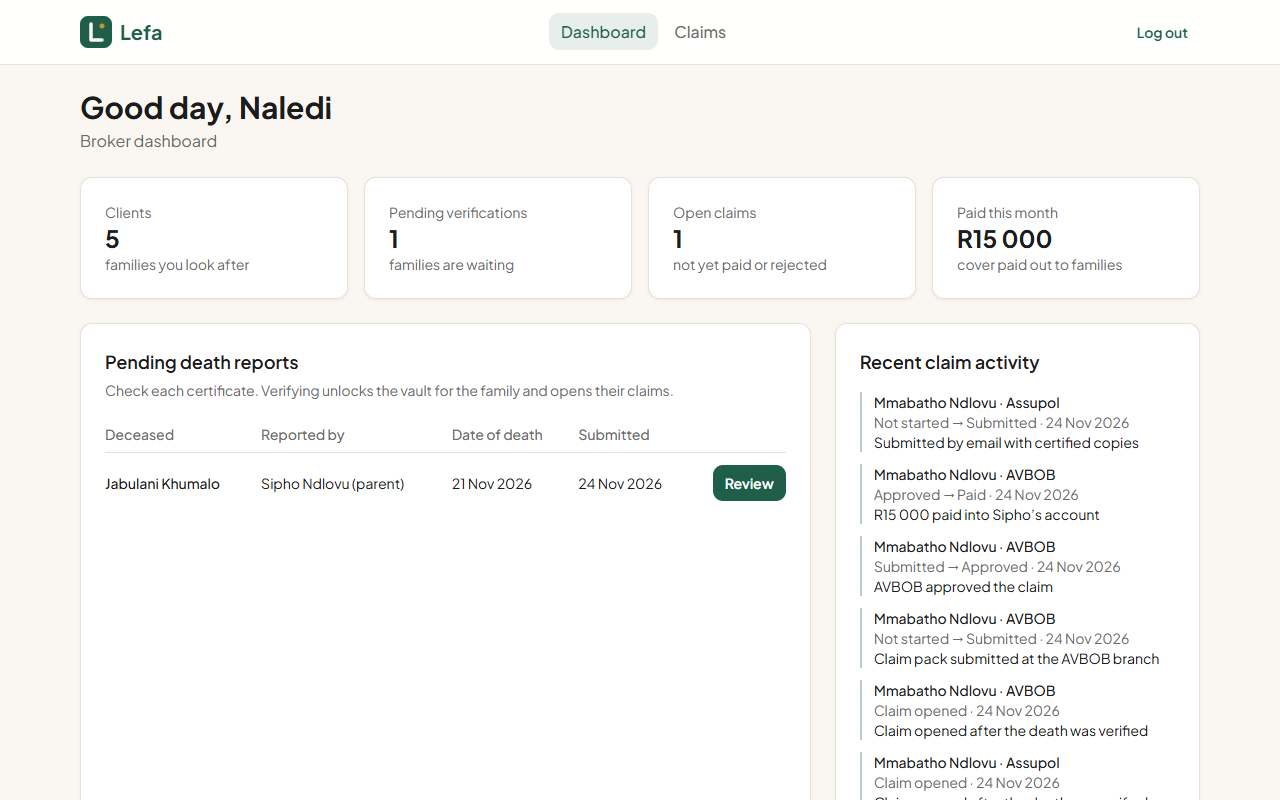 Lefa
Dashboard
Claims
Log out
Good day, Naledi
Broker dashboard
Clients
5
families you look after
Pending verifications
1
families are waiting
Open claims
1
not yet paid or rejected
Paid this month
R15 000
cover paid out to families
Pending death reports
Check each certificate. Verifying unlocks the vault for the family and opens their claims.
Deceased Reported by Date of death Submitted
Jabulani Khumalo Sipho Ndlovu (parent) 21 Nov 2026 24 Nov 2026 Review
Recent claim activity
Mmabatho Ndlovu · Assupol
Not started → Submitted · 24 Nov 2026
Submitted by email with certified copies
Mmabatho Ndlovu · AVBOB
Approved → Paid · 24 Nov 2026
R15 000 paid into Sipho’s account
Mmabatho Ndlovu · AVBOB
Submitted → Approved · 24 Nov 2026
AVBOB approved the claim
Mmabatho Ndlovu · AVBOB
Not started → Submitted · 24 Nov 2026
Claim pack submitted at the AVBOB branch
Mmabatho Ndlovu · AVBOB
Claim opened · 24 Nov 2026
Claim opened after the death was verified
Mmabatho Ndlovu · Assupol
Claim opened · 24 Nov 2026